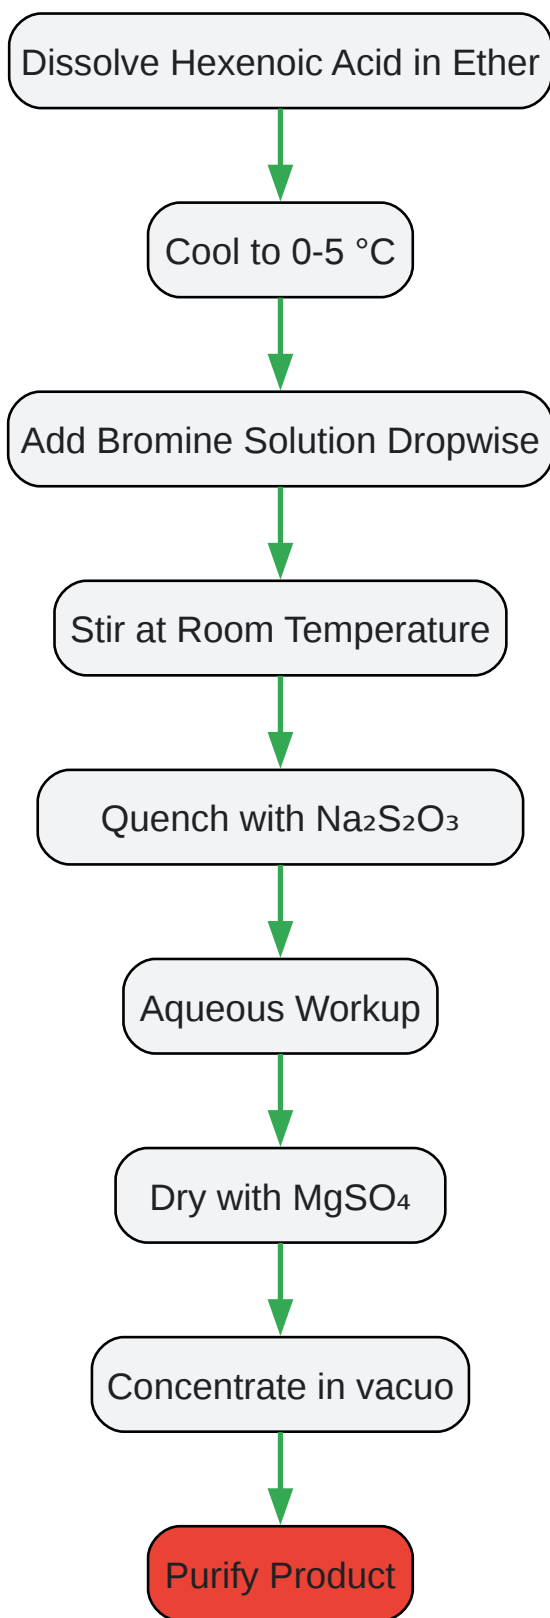 Dissolve Hexenoic Acid in Ether
Cool to 0-5 °C
Add Bromine Solution Dropwise
Stir at Room Temperature
Quench with Na₂S₂O₃
Aqueous Workup
Dry with MgSO₄
Concentrate in vacuo
Purify Product